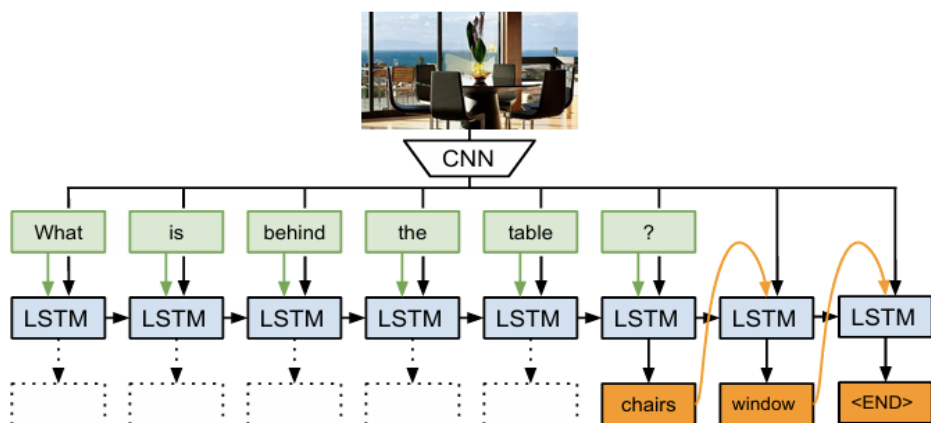 CNN
What is behind the table ?
LSTM LSTM LSTM LSTM LSTM LSTM LSTM LSTM
chairs window <END>